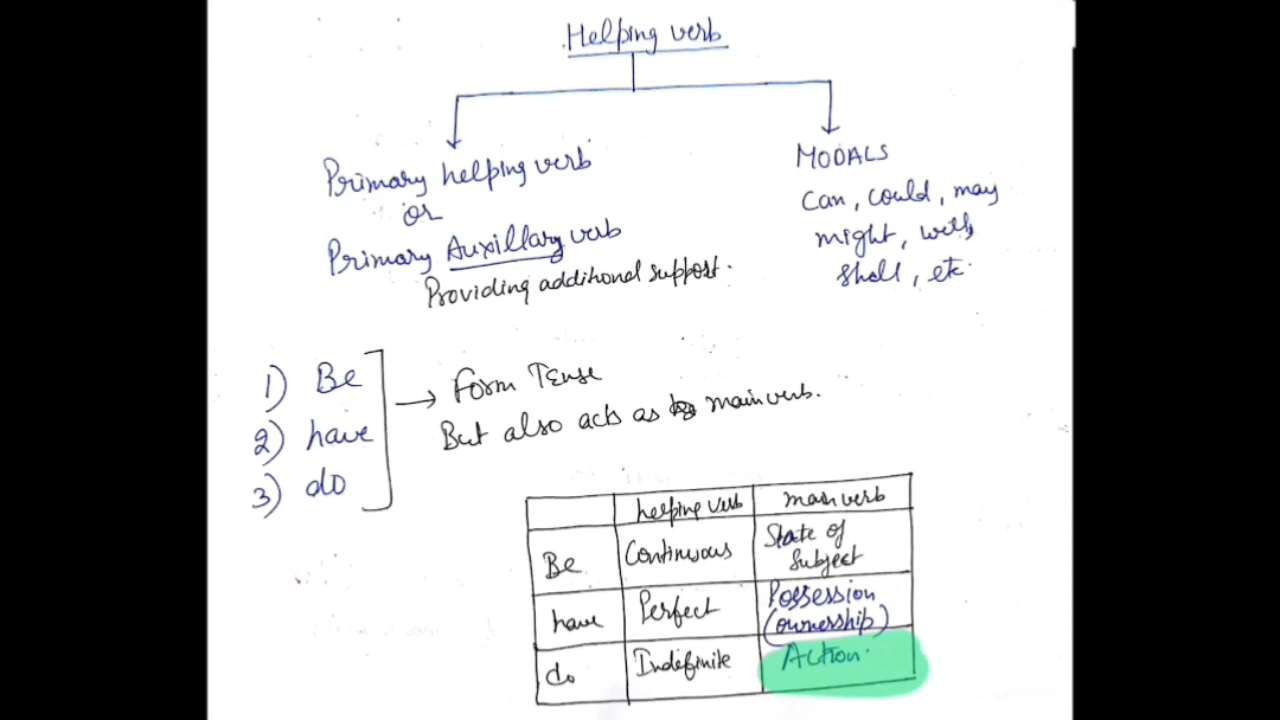 Helping verb
Primary helping verb
or
Primary Auxillary verb
Providing additional support.
MODALS
Can, could, may
might, will,
shall, etc.
1) Be
2) have
3) do
→ Form Tense
But also acts as main verb.
helping verb main verb
Be Continuous State of subject
have Perfect Possession (ownership)
do Indefinite Action.